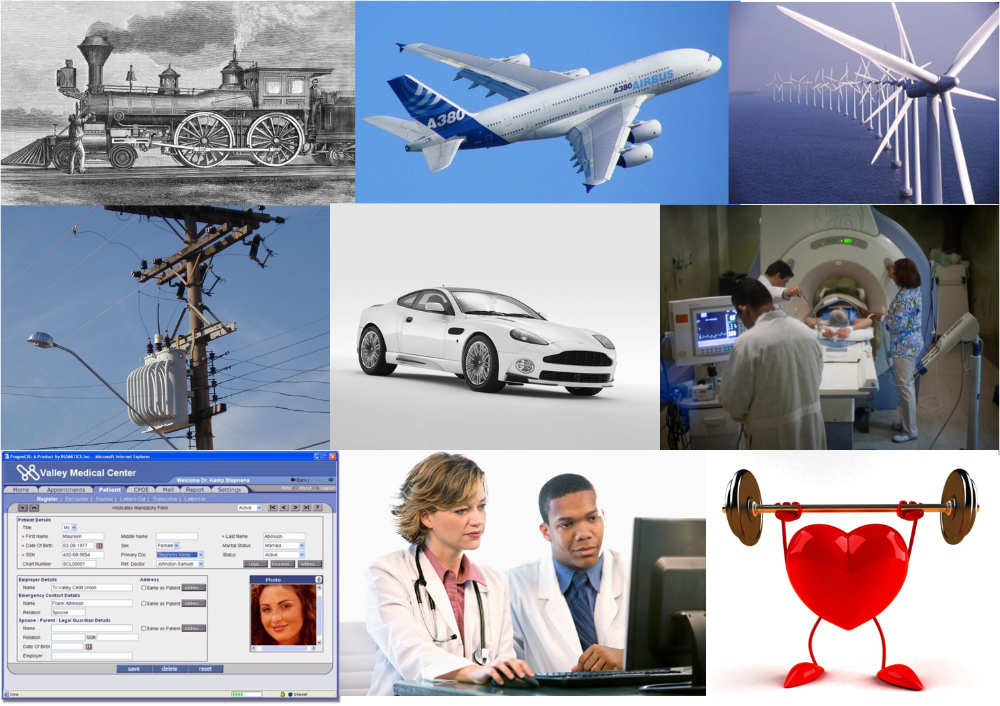 A380 AIRBUS
A380
PrognoCIS: A Product by BIZMATICS Inc. - Microsoft Internet Explorer
Valley Medical Center
Welcome Dr. Kemp Stephens
Back
Home Appointments Patient CPOE Mail Report Settings
Help | About | Logout
Register | Encounter | Review | Letters-Out | Transcribe | Letters-In
*Indicates Mandatory Field
Active
Patient Details
Title Ms
* First Name Maureen Middle Name * Last Name Atkinson
* Date Of Birth 02-08-1977 Sex Female Marital Status Married
* SSN 432-68-9854 Primary Doc Stephens Kemp Status Active
Chart Number SCL00001 Ref. Doctor Johnston Samuel Legal... Insurance... Address...
Employer Details Address
Name Tr-Valley Cedit Union Same as Patient Address...
Emergency Contact Details
Name Frank Atkinson Same as Patient Address...
Relation Spouse
Spouse / Parent / Legal Guardian Details
Name Same as Patient Address...
Relation SSN
Date Of Birth
Employer
Photo
save delete reset
Done Internet